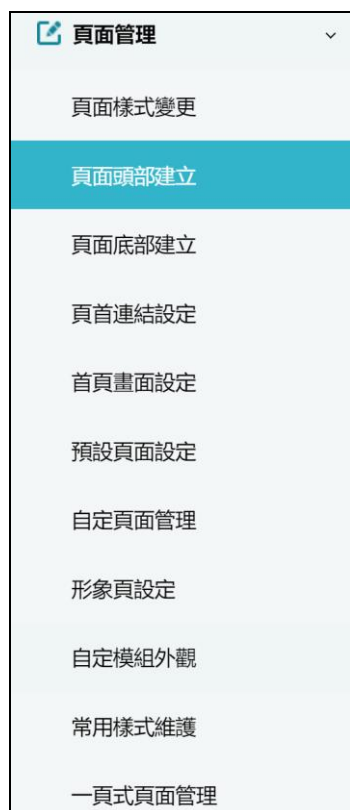 頁面管理
頁面樣式變更
頁面頭部建立
頁面底部建立
頁首連結設定
首頁畫面設定
預設頁面設定
自定頁面管理
形象頁設定
自定模組外觀
常用樣式維護
一頁式頁面管理